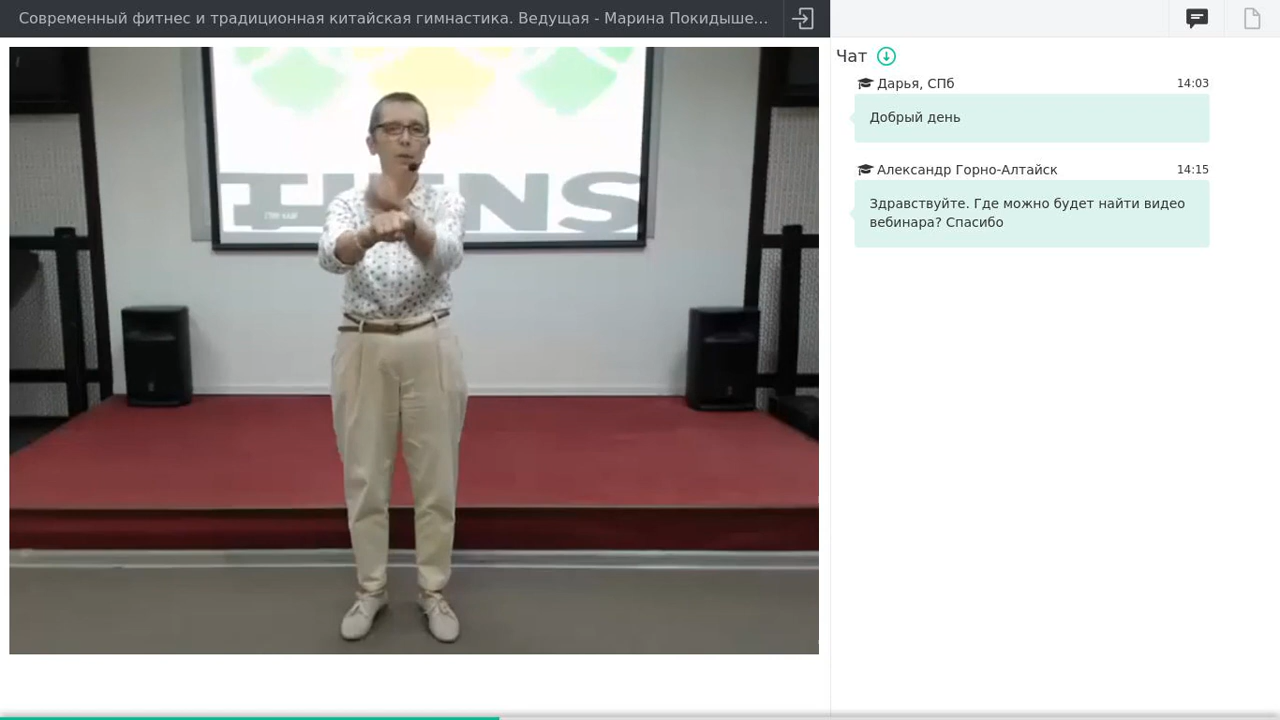 Современный фитнес и традиционная китайская гимнастика. Ведущая - Марина Покидыше...
Чат
Дарья, СПб 14:03
Добрый день
Александр Горно-Алтайск 14:15
Здравствуйте. Где можно будет найти видео
вебинара? Спасибо